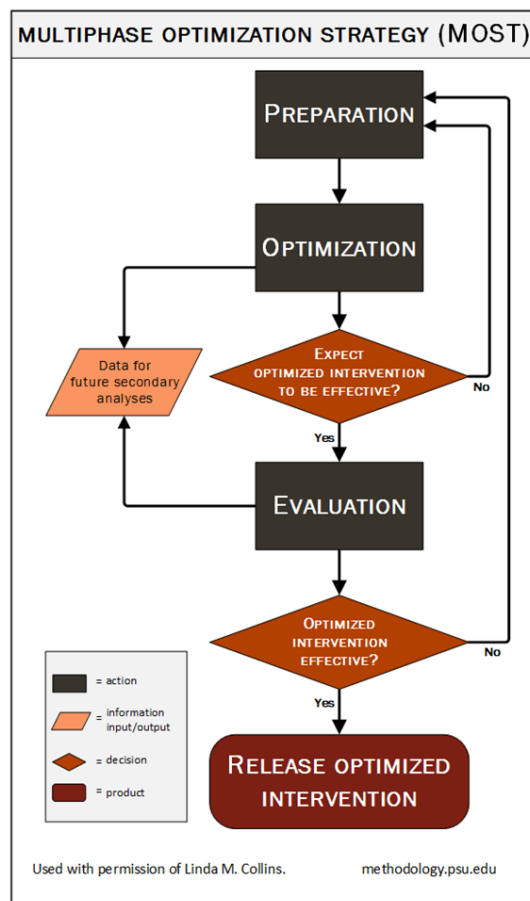 MULTIPHASE OPTIMIZATION STRATEGY (MOST)
PREPARATION
OPTIMIZATION
EXPECT
OPTIMIZED INTERVENTION
TO BE EFFECTIVE?
No
Data for
future secondary
analyses
Yes
EVALUATION
OPTIMIZED
INTERVENTION
EFFECTIVE?
No
Yes
RELEASE OPTIMIZED
INTERVENTION
= action
= information
input/output
= decision
= product
Used with permission of Linda M. Collins.
methodology.psu.edu